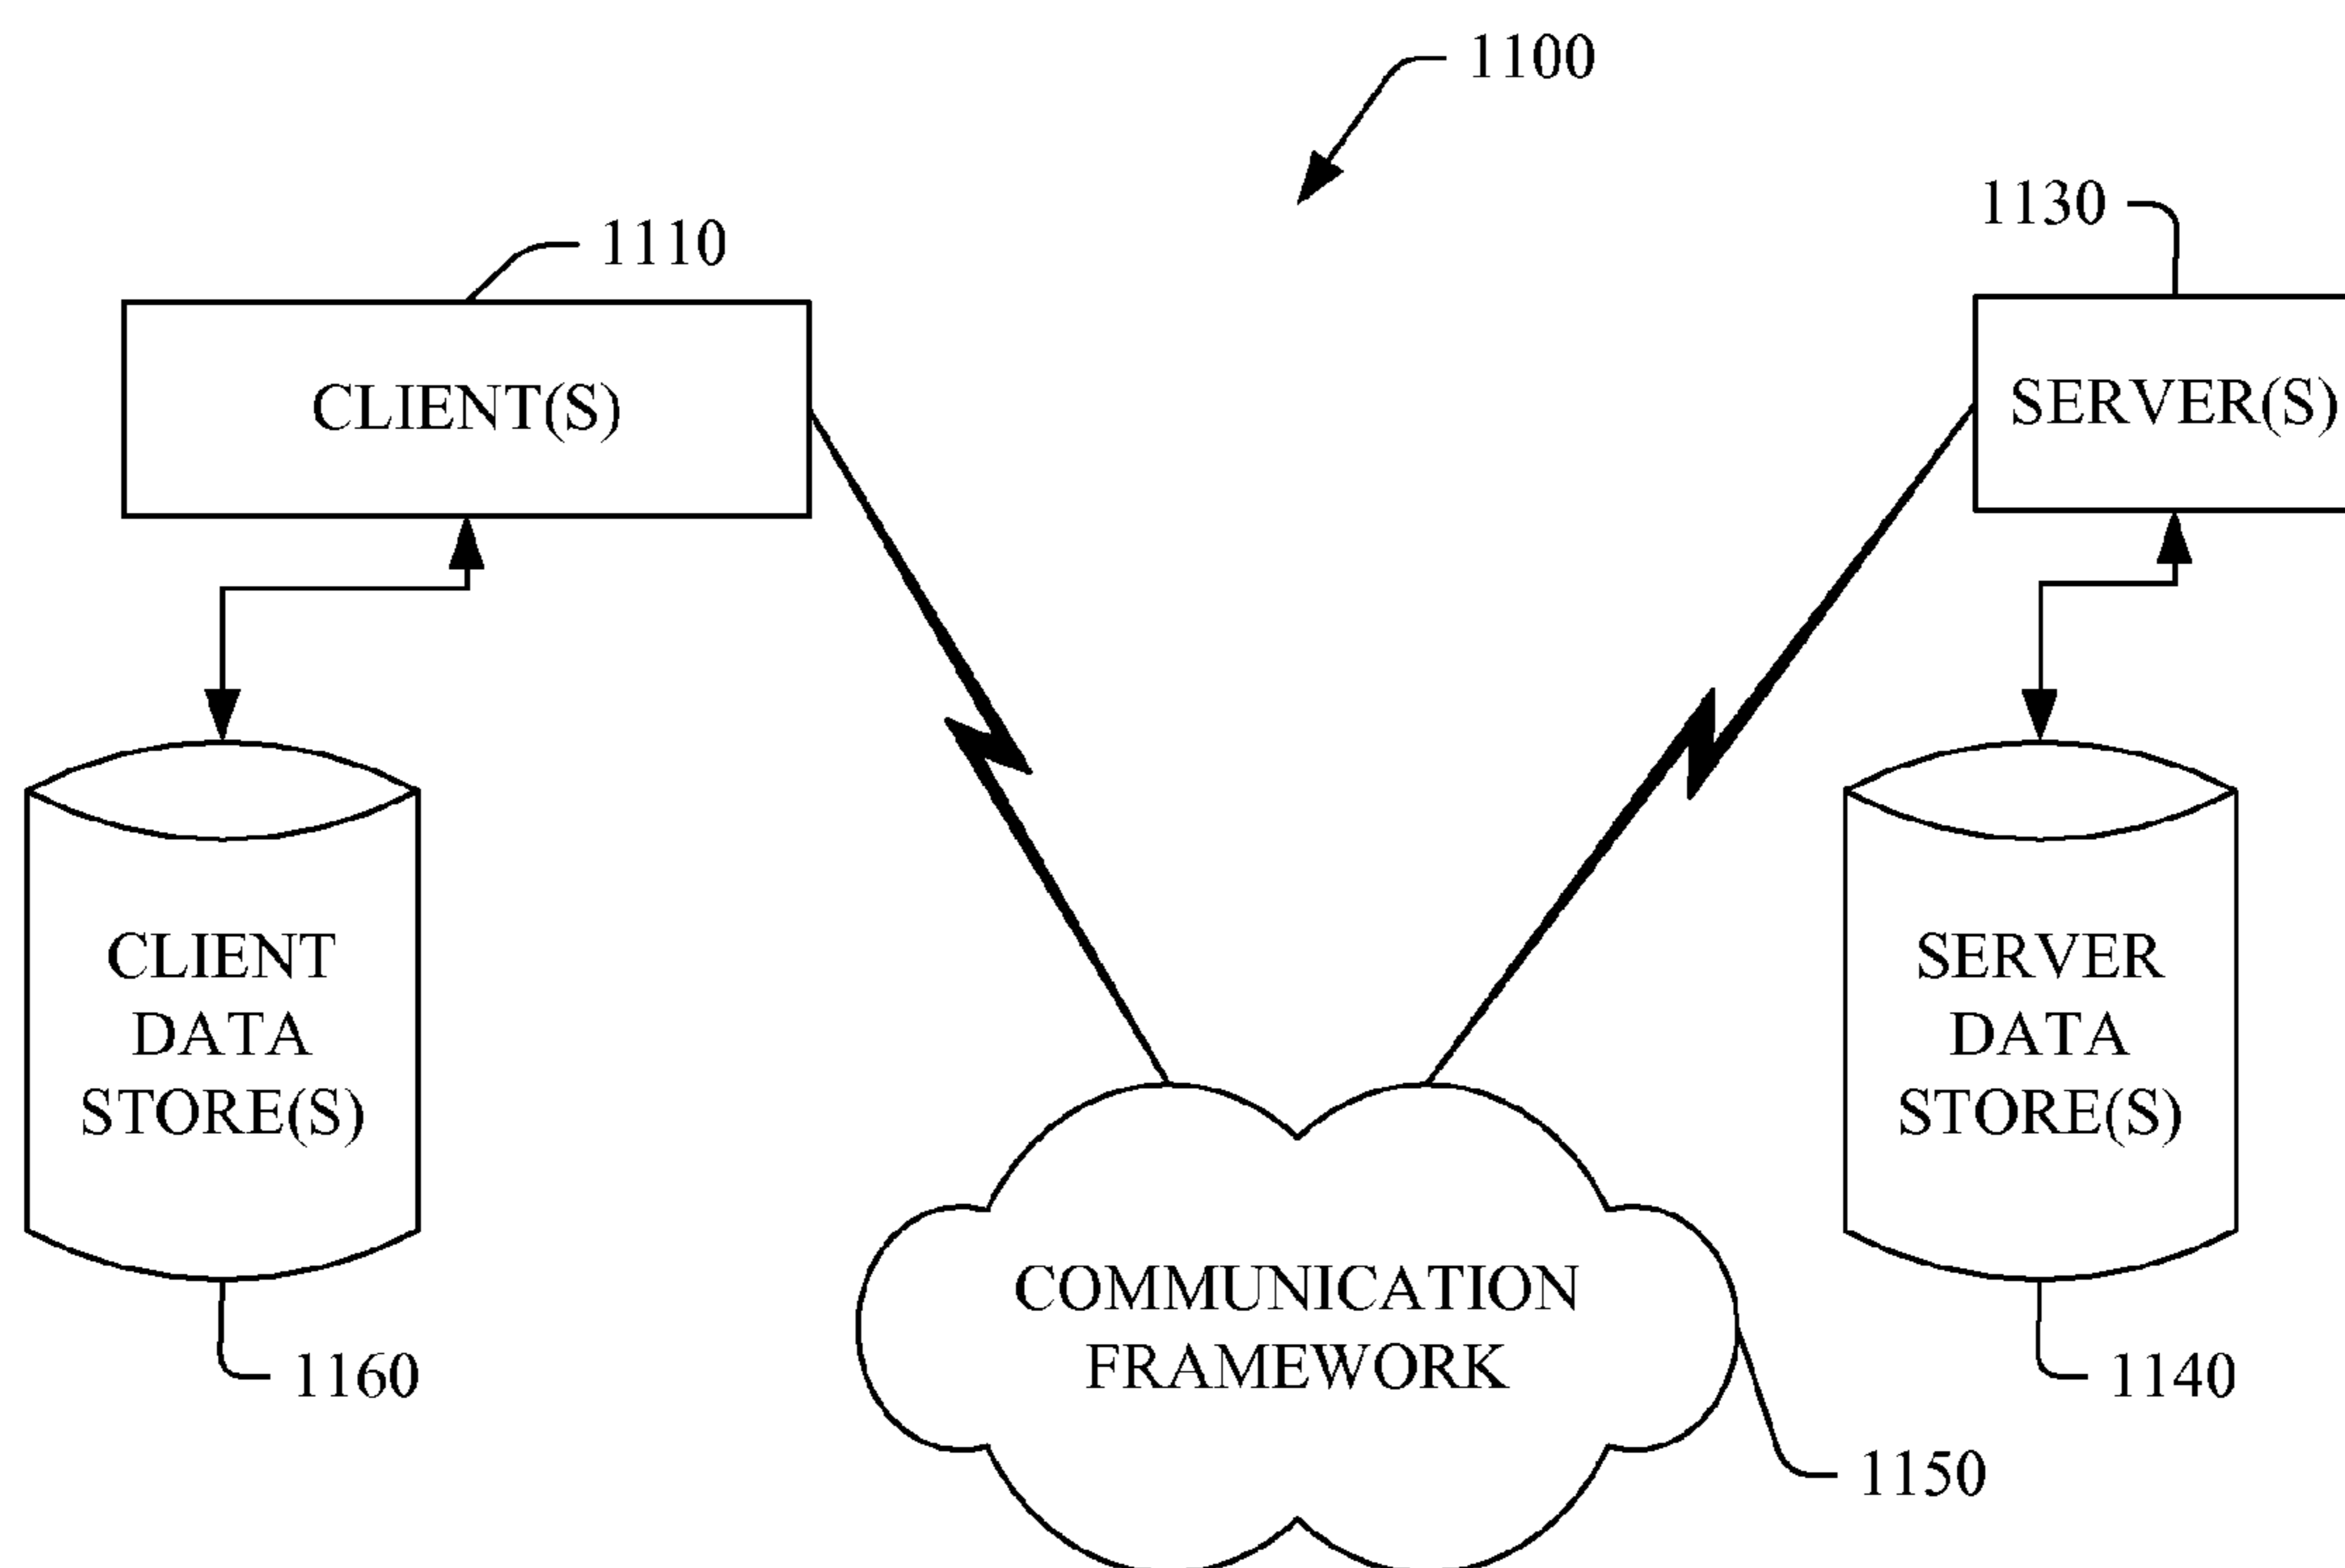 1100
1110
1130
CLIENT(S)
SERVER(S)
CLIENT
DATA
STORE(S)
SERVER
DATA
STORE(S)
COMMUNICATION
FRAMEWORK
1160
1140
1150